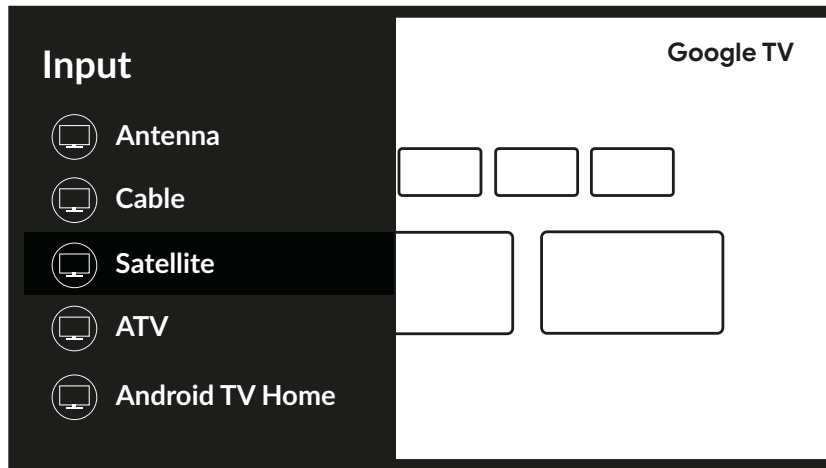 Input
Google TV
Antenna
Cable
Satellite
ATV
Android TV Home